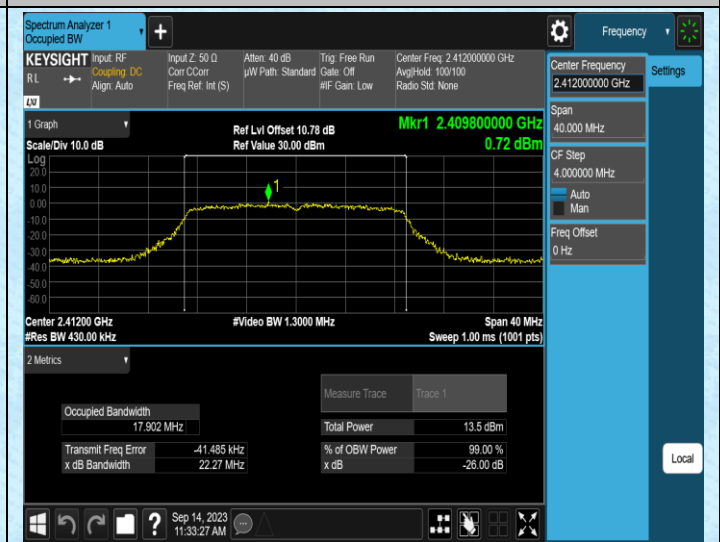 Spectrum Analyzer 1
Occupied BW
+
Frequency
KEYSIGHT
R L
LXI
Input: RF
Coupling: DC
Align: Auto
Input Z: 50 Ω
Corr CCorr
Freq Ref: Int (S)
Atten: 40 dB
µW Path: Standard
Trig: Free Run
Gate: Off
#IF Gain: Low
Center Freq: 2.412000000 GHz
Avg|Hold: 100/100
Radio Std: None
Center Frequency
2.412000000 GHz
Settings
Span
40.000 MHz
CF Step
4.000000 MHz
Auto
Man
Freq Offset
0 Hz
1 Graph
Scale/Div 10.0 dB
Ref Lvl Offset 10.78 dB
Ref Value 30.00 dBm
Mkr1 2.409800000 GHz
0.72 dBm
Log
20.0
10.0
0.00
-10.0
-20.0
-30.0
-40.0
-50.0
-60.0
1
Center 2.41200 GHz
#Res BW 430.00 kHz
#Video BW 1.3000 MHz
Span 40 MHz
Sweep 1.00 ms (1001 pts)
2 Metrics
Measure Trace Trace 1
Occupied Bandwidth
17.902 MHz
Total Power 13.5 dBm
Transmit Freq Error -41.485 kHz
% of OBW Power 99.00 %
x dB Bandwidth 22.27 MHz
x dB -26.00 dB
Local
?
Sep 14, 2023
11:33:27 AM